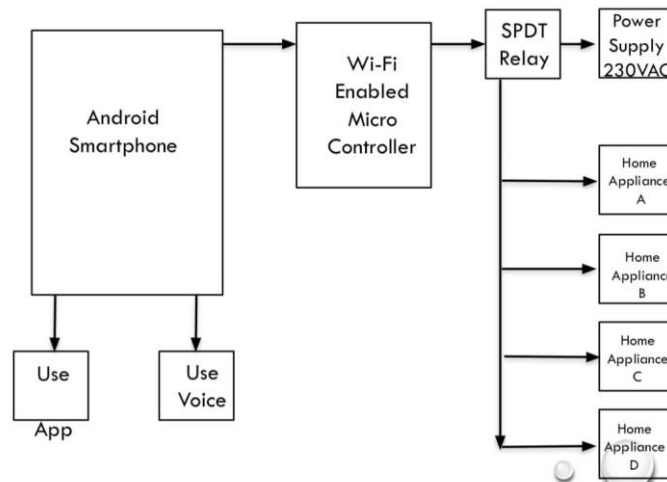 Android
Smartphone
Wi-Fi
Enabled
Micro
Controller
SPDT
Relay
Power
Supply
230VAC
Home
Appliance
A
Home
Appliance
B
Home
Appliance
C
Home
Appliance
D
Use
App
Use
Voice